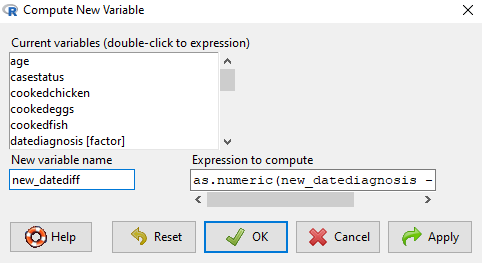 Compute New Variable
Current variables (double-click to expression)
age
casestatus
cookedchicken
cookedeggs
cookedfish
datediagnosis [factor]
New variable name
Expression to compute
new_datediff
as.numeric(new_datediagnosis -
Help
Reset
OK
Cancel
Apply